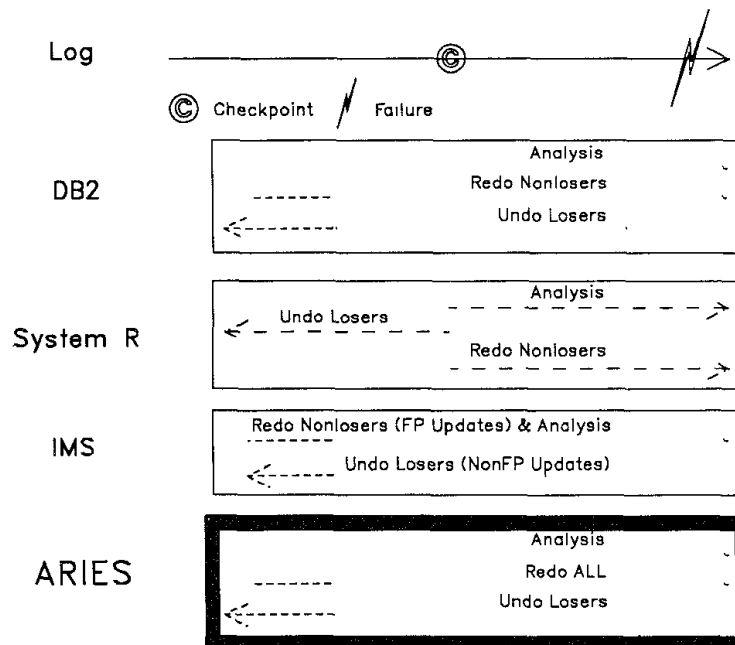 Log
© Checkpoint Failure
DB2
Analysis
Redo Nonlosers
Undo Losers
System R
Analysis
Undo Losers
Redo Nonlosers
IMS
Redo Nonlosers (FP Updates) & Analysis
Undo Losers (NonFP Updates)
ARIES
Analysis
Redo ALL
Undo Losers